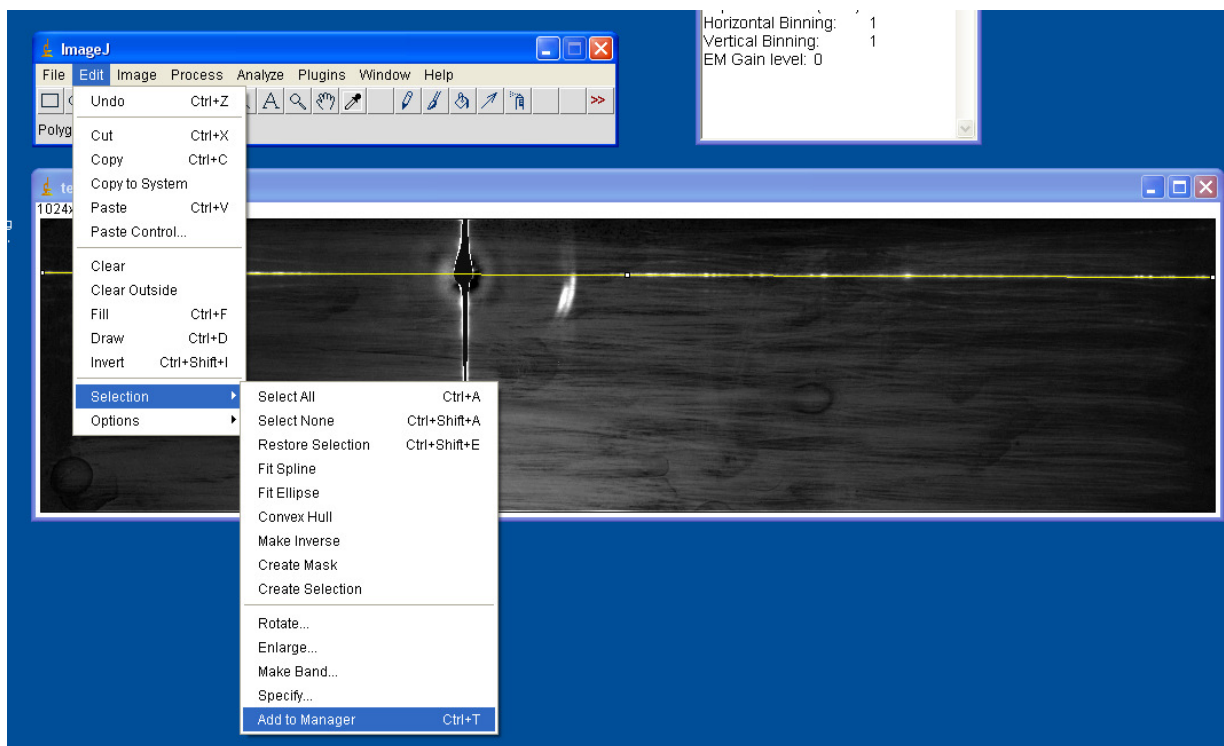 Horizontal Binning: 1
Vertical Binning: 1
EM Gain level: 0
ImageJ
File Edit Image Process Analyze Plugins Window Help
>>
Polyg
Undo Ctrl+Z
Cut Ctrl+X
Copy Ctrl+C
Copy to System
Paste Ctrl+V
Paste Control...
Clear
Clear Outside
Fill Ctrl+F
Draw Ctrl+D
Invert Ctrl+Shift+I
Selection
Options
te
1024x
Select All Ctrl+A
Select None Ctrl+Shift+A
Restore Selection Ctrl+Shift+E
Fit Spline
Fit Ellipse
Convex Hull
Make Inverse
Create Mask
Create Selection
Rotate...
Enlarge...
Make Band...
Specify...
Add to Manager Ctrl+T